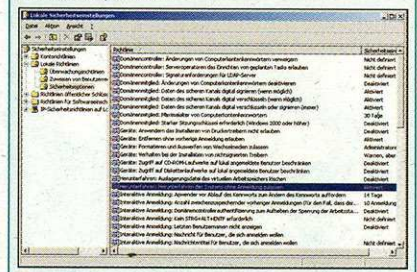 Lokale Sicherheitseinstellungen
Datei Aktion Ansicht ?
Sicherheitseinstellungen
Kontorichtlinien
Lokale Richtlinien
Überwachungsrichtlinien
Zuweisen von Benutzerrechten
Sicherheitsoptionen
Richtlinien öffentlicher Schlüssel
Richtlinien für Softwareeinschränkung
IP-Sicherheitsrichtlinien auf Lokaler
Richtlinie
Sicherheitseinst
Domänencontroller: Änderungen von Computerkontenkennwörtern verweigern Nicht definiert
Domänencontroller: Serveroperatoren das Einrichten von geplanten Tasks erlauben Nicht definiert
Domänencontroller: Signaturanforderungen für LDAP-Server Nicht definiert
Domänenmitglied: Änderungen von Computerkontenkennwörtern deaktivieren Deaktiviert
Domänenmitglied: Daten des sicheren Kanals digital signieren (wenn möglich) Aktiviert
Domänenmitglied: Daten des sicheren Kanals digital verschlüsseln (wenn möglich) Aktiviert
Domänenmitglied: Daten des sicheren Kanals digital verschlüsseln oder signieren (immer) Aktiviert
Domänenmitglied: Maximalalter von Computerkontenkennwörtern 30 Tage
Domänenmitglied: Starker Sitzungsschlüssel erforderlich (Windows 2000 oder höher) Deaktiviert
Geräte: Anwendern das Installieren von Druckertreibern nicht erlauben Deaktiviert
Geräte: Entfernen ohne vorherige Anmeldung erlauben Aktiviert
Geräte: Formatieren und Auswerfen von Wechselmedien zulassen Administratoren
Geräte: Verhalten bei der Installation von nichtsignierten Treibern Warnen, aber
Geräte: Zugriff auf CD-ROM-Laufwerke auf lokal angemeldete Benutzer beschränken Deaktiviert
Geräte: Zugriff auf Diskettenlaufwerke auf lokal angemeldete Benutzer beschränken Deaktiviert
Herunterfahren: Auslagerungsdatei des virtuellen Arbeitsspeichers löschen Deaktiviert
Herunterfahren: Herunterfahren des Systems ohne Anmeldung zulassen Aktiviert
Interaktive Anmeldung: Anwender vor Ablauf des Kennworts zum Ändern des Kennworts auffordern 14 Tage
Interaktive Anmeldung: Anzahl zwischenzuspeichernder vorheriger Anmeldungen (für den Fall, dass die... 10 Anmeldung
Interaktive Anmeldung: Domänencontrollerauthentifizierung zum Aufheben der Sperrung der Arbeitssta... Deaktiviert
Interaktive Anmeldung: Kein STRG+ALT+ENTF erforderlich Nicht definiert
Interaktive Anmeldung: Letzten Benutzernamen nicht anzeigen Deaktiviert
Interaktive Anmeldung: Nachricht für Benutzer, die sich anmelden wollen
Interaktive Anmeldung: Nachrichtentitel für Benutzer, die sich anmelden wollen Nicht definiert